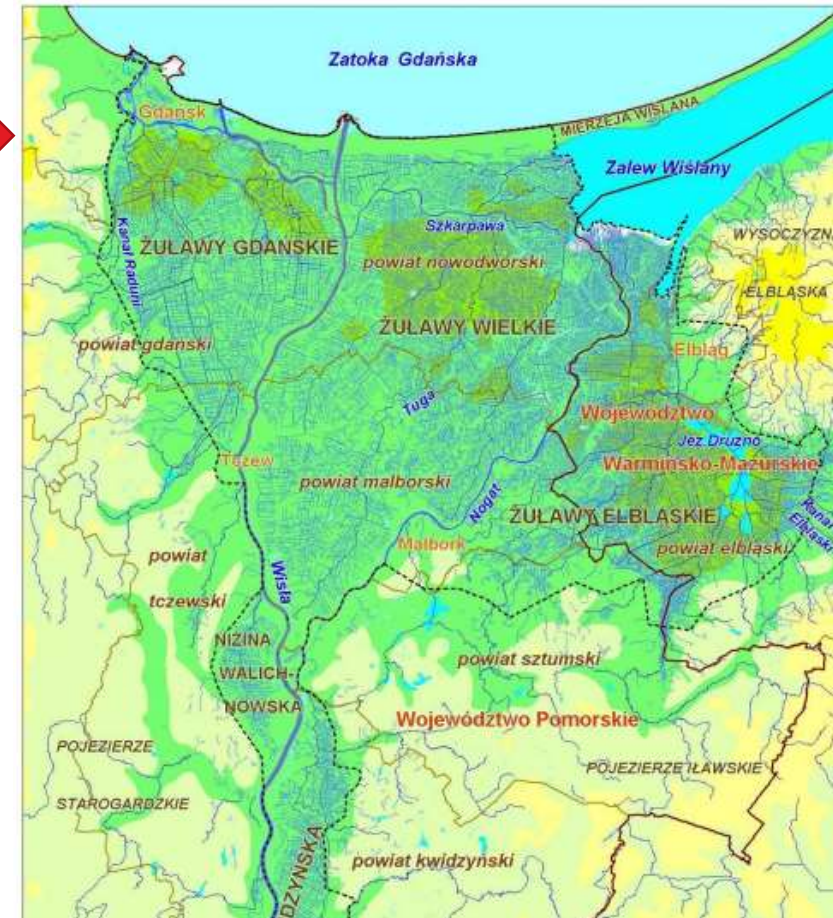 Zatoka Gdańska
Gdańsk
MIERZEJA WIŚLANA
Zalew Wiślany
Kanał Raduni
Szkarpawa
WYSOCZYZN
ŻUŁAWY GDAŃSKIE
powiat nowodworski
ELBLĄSKA
ŻUŁAWY WIELKIE
powiat gdański
Elbląg
Tuga
Województwo
Jez.Druzno
Tczew
Warmińsko-Mazurskie
powiat malborski
Nogat
ŻUŁAWY ELBLĄSKIE
Kanał
Elbląski
Malbork
powiat elbląski
powiat
tczewski
Wisła
NIZINA
WALICH-
NOWSKA
powiat sztumski
Województwo Pomorskie
POJEZIERZE
STAROGARDZKIE
POJEZIERZE IŁAWSKIE
powiat kwidzyński
DZYŃSKA